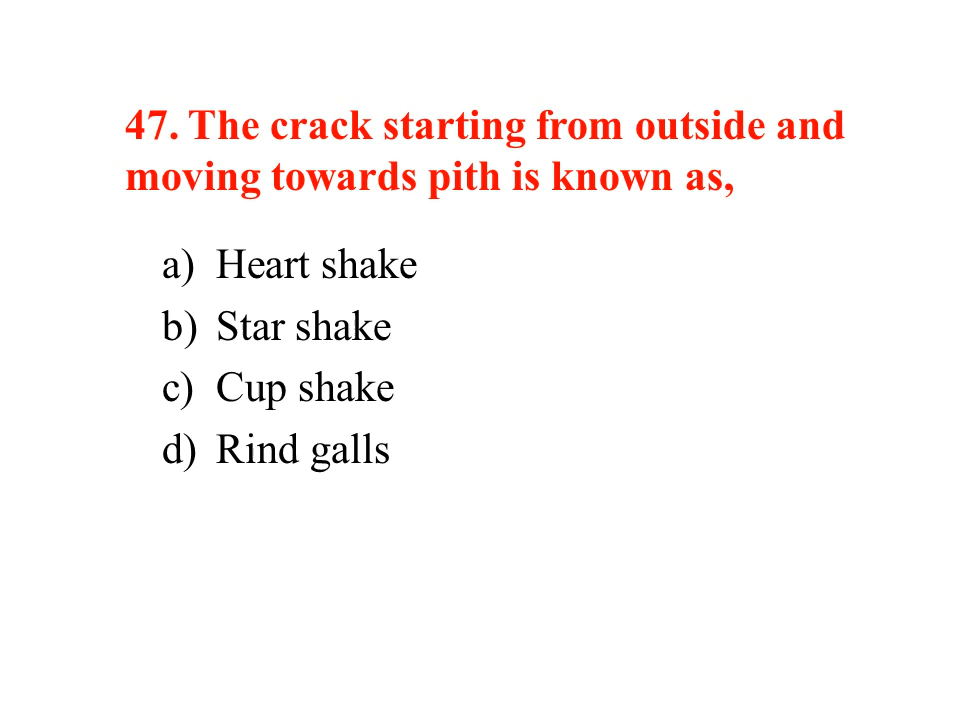 47. The crack starting from outside and
moving towards pith is known as,
a) Heart shake
b) Star shake
c) Cup shake
d) Rind galls